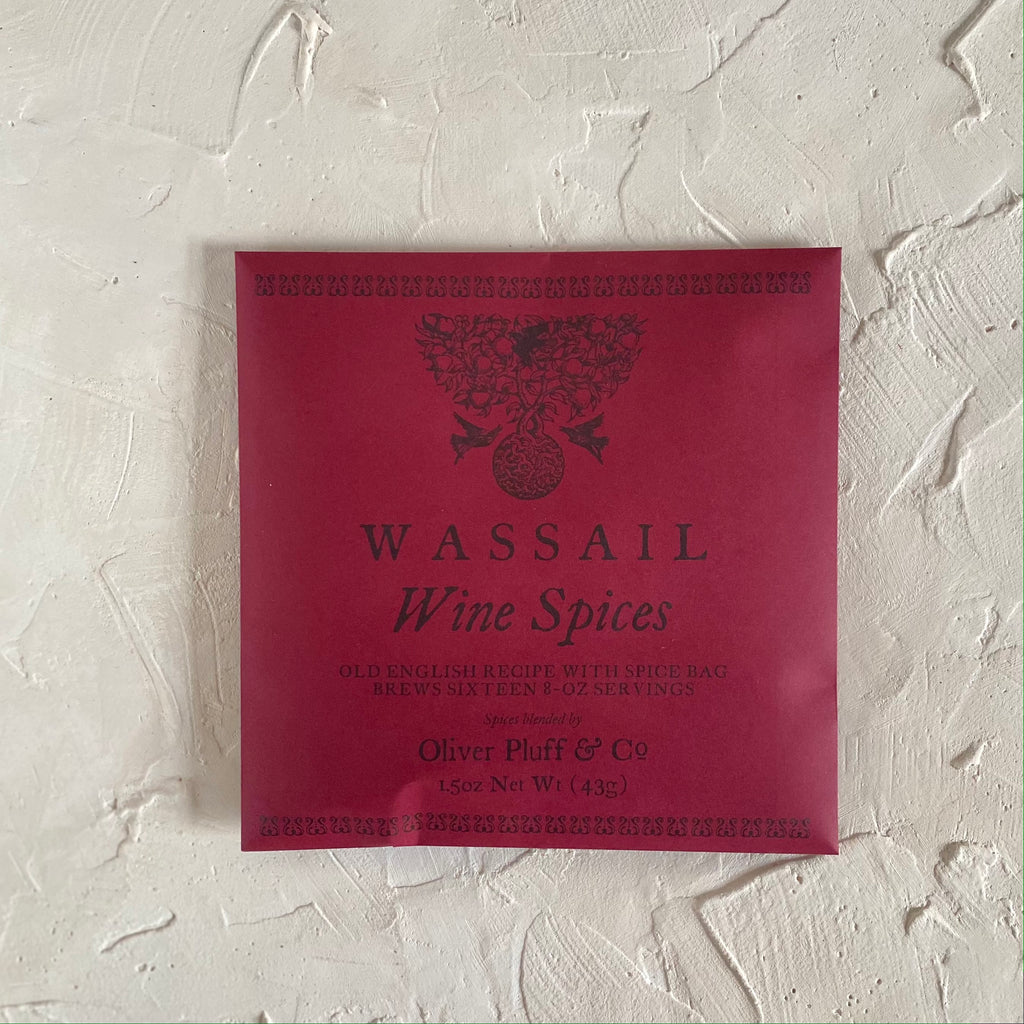 WASSAIL
Wine Spices
OLD ENGLISH RECIPE WITH SPICE BAG
BREWS SIXTEEN 8-OZ SERVINGS
Spices blended by
Oliver Pluff & Cº
1.5oz Net Wt (43g)